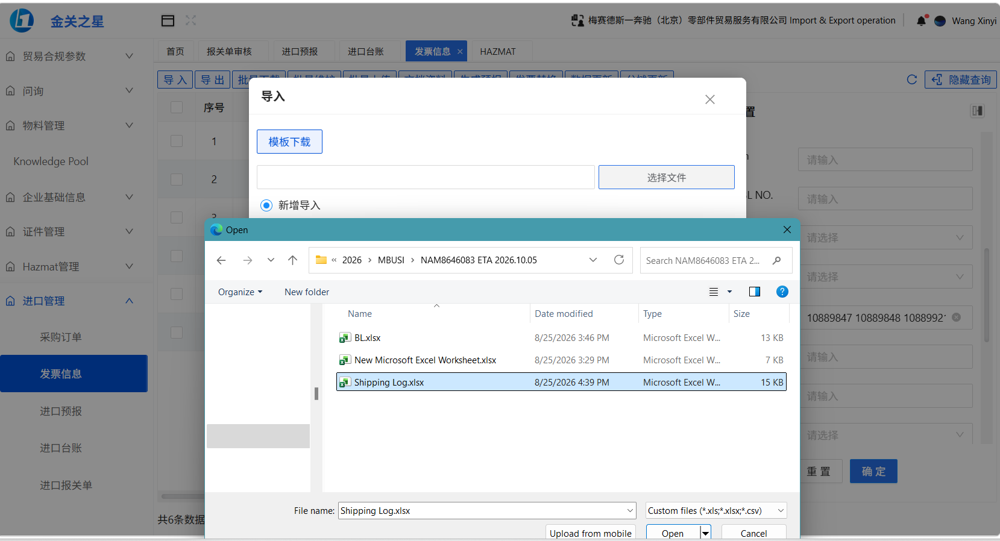 金关之星
梅赛德斯一奔驰（北京）零部件贸易服务有限公司 Import & Export operation
Wang Xinyi
贸易合规参数
问询
物料管理
Knowledge Pool
企业基础信息
证件管理
Hazmat管理
进口管理
采购订单
发票信息
进口预报
进口台账
进口报关单
首页
报关单审核
进口预报
进口台账
发票信息
HAZMAT
导 入
导 出
隐藏查询
序号
1
2
共6条数据
导入
模板下载
选择文件
新增导入
置
请输入
L NO.
请输入
请选择
请选择
10889847 10889848 1088992
请输入
请输入
请选择
重 置
确 定
Open
« 2026 › MBUSI › NAM8646083 ETA 2026.10.05
Search NAM8646083 ETA 2...
Organize
New folder
Name Date modified Type Size
BL.xlsx 8/25/2026 3:46 PM Microsoft Excel W... 13 KB
New Microsoft Excel Worksheet.xlsx 8/25/2026 3:29 PM Microsoft Excel W... 7 KB
Shipping Log.xlsx 8/25/2026 4:39 PM Microsoft Excel W... 15 KB
File name: Shipping Log.xlsx
Custom files (*.xls;*.xlsx;*.csv)
Upload from mobile
Open
Cancel